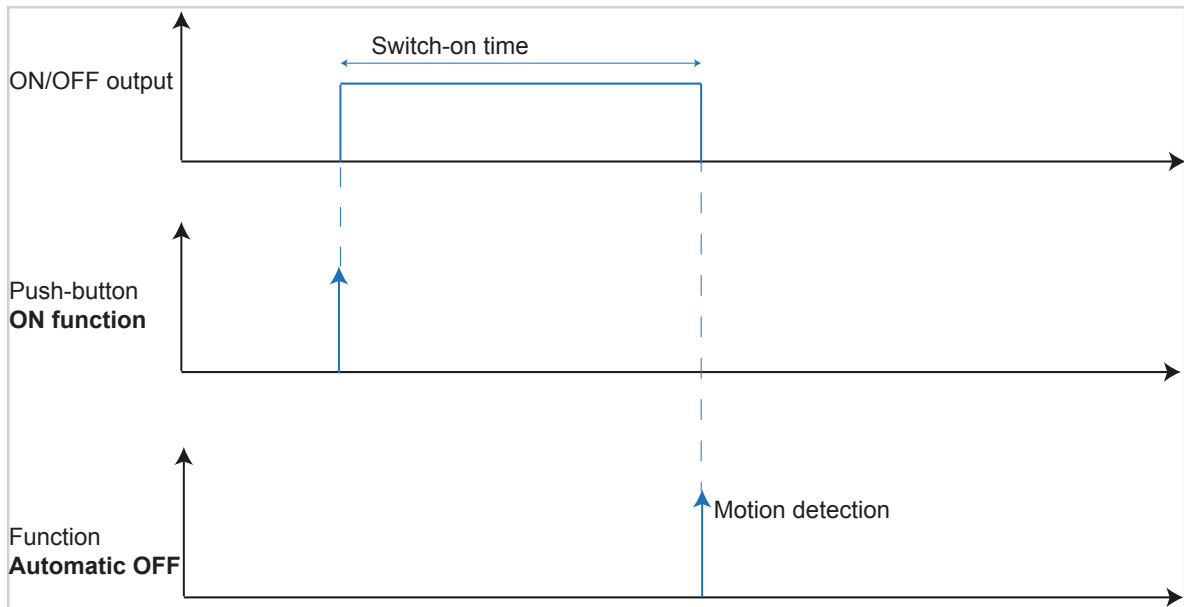 Switch-on time
ON/OFF output
Push-button
ON function
Motion detection
Function
Automatic OFF